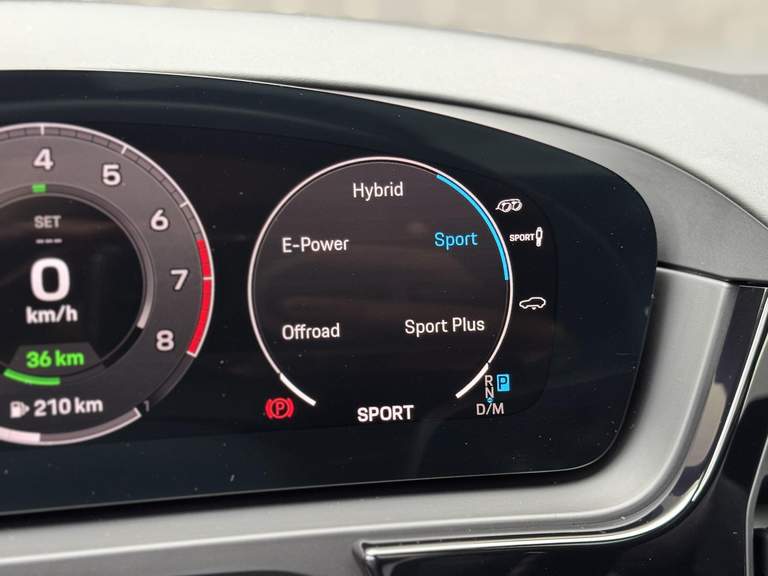 4
5
6
7
8
SET
---
0
km/h
36 km
210 km
1
Hybrid
E-Power
Sport
Offroad
Sport Plus
SPORT
SPORT
(P)
R
P
N
D/M